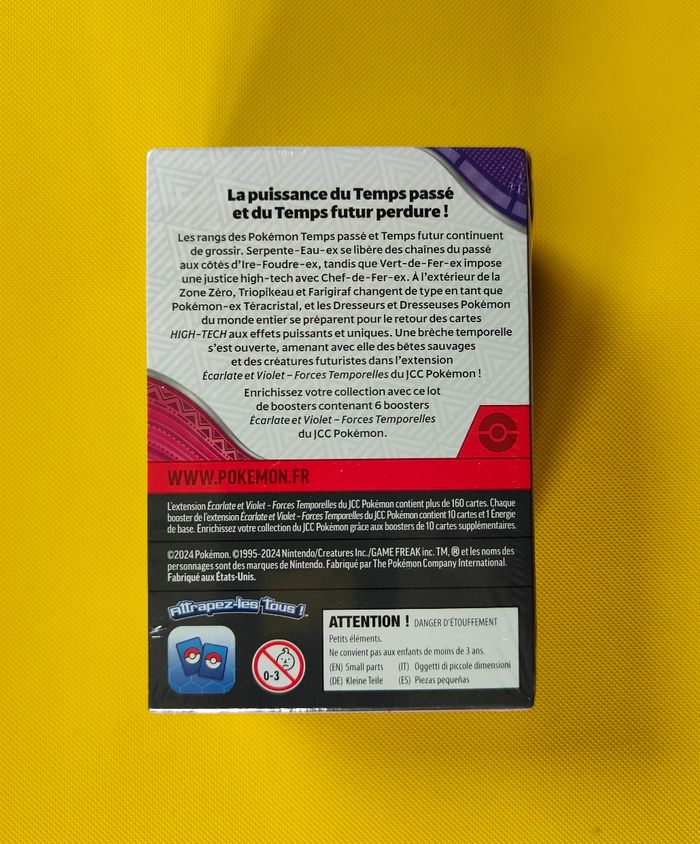 La puissance du Temps passé
et du Temps futur perdure !
Les rangs des Pokémon Temps passé et Temps futur continuent
de grossir. Serpente-Eau-ex se libère des chaînes du passé
aux côtés d'Ire-Foudre-ex, tandis que Vert-de-Fer-ex impose
une justice high-tech avec Chef-de-Fer-ex. À l'extérieur de la
Zone Zéro, Triopikeau et Farigiraf changent de type en tant que
Pokémon-ex Téracristal, et les Dresseurs et Dresseuses Pokémon
du monde entier se préparent pour le retour des cartes
HIGH-TECH aux effets puissants et uniques. Une brèche temporelle
s'est ouverte, amenant avec elle des bêtes sauvages
et des créatures futuristes dans l'extension
Écarlate et Violet – Forces Temporelles du JCC Pokémon !
Enrichissez votre collection avec ce lot
de boosters contenant 6 boosters
Écarlate et Violet – Forces Temporelles
du JCC Pokémon.
WWW.POKEMON.FR
L'extension Écarlate et Violet – Forces Temporelles du JCC Pokémon contient plus de 160 cartes. Chaque
booster de l'extension Écarlate et Violet – Forces Temporelles du JCC Pokémon contient 10 cartes et 1 Énergie
de base. Enrichissez votre collection du JCC Pokémon grâce aux boosters de 10 cartes supplémentaires.
©2024 Pokémon. ©1995-2024 Nintendo/Creatures Inc./GAME FREAK inc. TM, ® et les noms des
personnages sont des marques de Nintendo. Fabriqué par The Pokémon Company International.
Fabriqué aux États-Unis.
Attrapez-les Tous !™
0-3
ATTENTION ! DANGER D'ÉTOUFFEMENT
Petits éléments.
Ne convient pas aux enfants de moins de 3 ans.
(EN) Small parts (IT) Oggetti di piccole dimensioni
(DE) Kleine Teile (ES) Piezas pequeñas